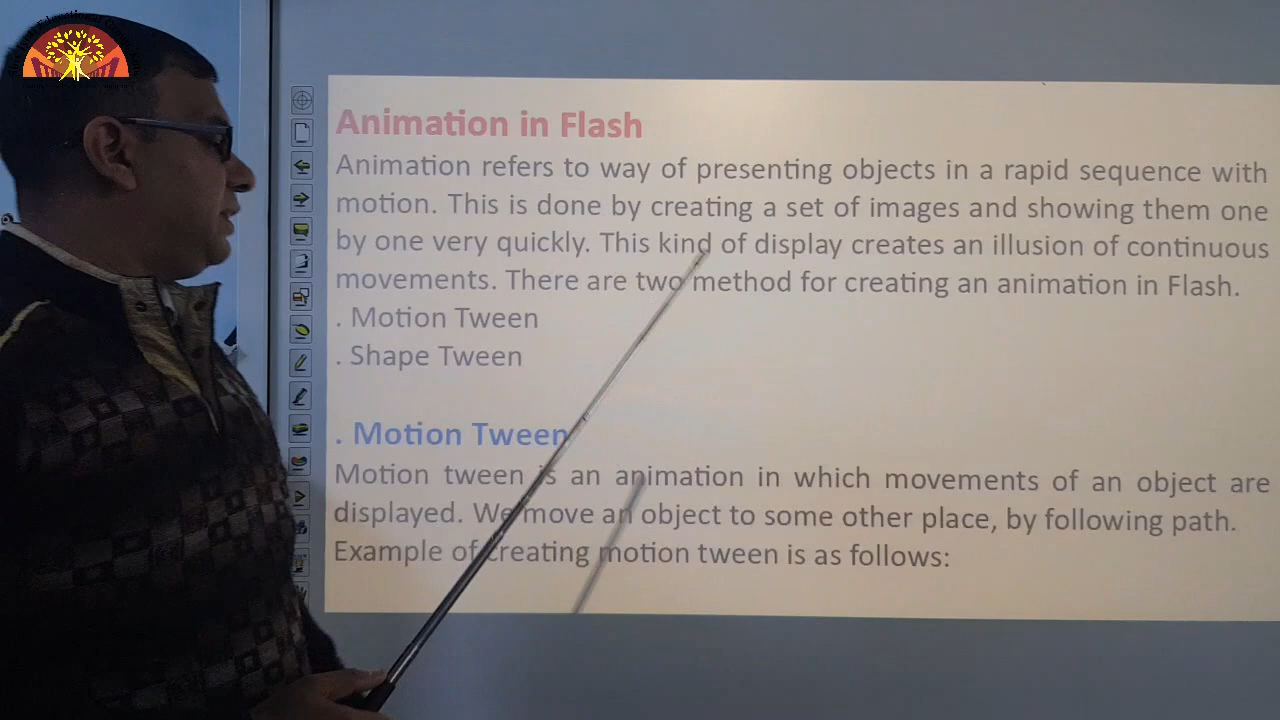 Animation in Flash
Animation refers to way of presenting objects in a rapid sequence with
motion. This is done by creating a set of images and showing them one
by one very quickly. This kind of display creates an illusion of continuous
movements. There are two method for creating an animation in Flash.
. Motion Tween
. Shape Tween
. Motion Tween
Motion tween is an animation in which movements of an object are
displayed. We move an object to some other place, by following path.
Example of creating motion tween is as follows: